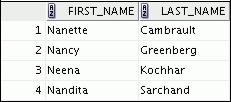 FIRST_NAME LAST_NAME
1 Nanette Cambrault
2 Nancy Greenberg
3 Neena Kochhar
4 Nandita Sarchand